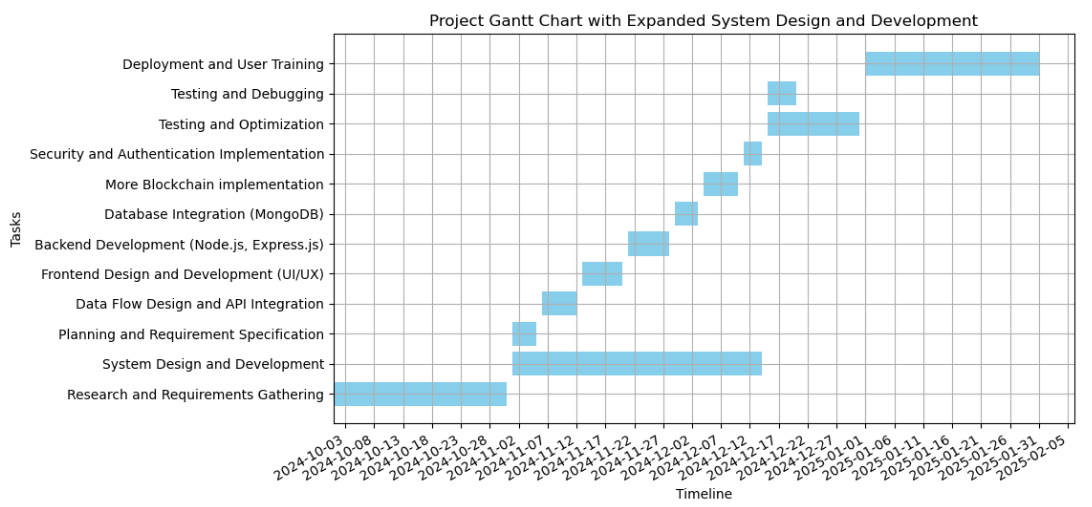 Project Gantt Chart with Expanded System Design and Development
Tasks
Deployment and User Training
Testing and Debugging
Testing and Optimization
Security and Authentication Implementation
More Blockchain implementation
Database Integration (MongoDB)
Backend Development (Node.js, Express.js)
Frontend Design and Development (UI/UX)
Data Flow Design and API Integration
Planning and Requirement Specification
System Design and Development
Research and Requirements Gathering
2024-10-03
2024-10-08
2024-10-13
2024-10-18
2024-10-23
2024-10-28
2024-11-02
2024-11-07
2024-11-12
2024-11-17
2024-11-22
2024-11-27
2024-12-02
2024-12-07
2024-12-12
2024-12-17
2024-12-22
2024-12-27
2025-01-01
2025-01-06
2025-01-11
2025-01-16
2025-01-21
2025-01-26
2025-01-31
2025-02-05
Timeline